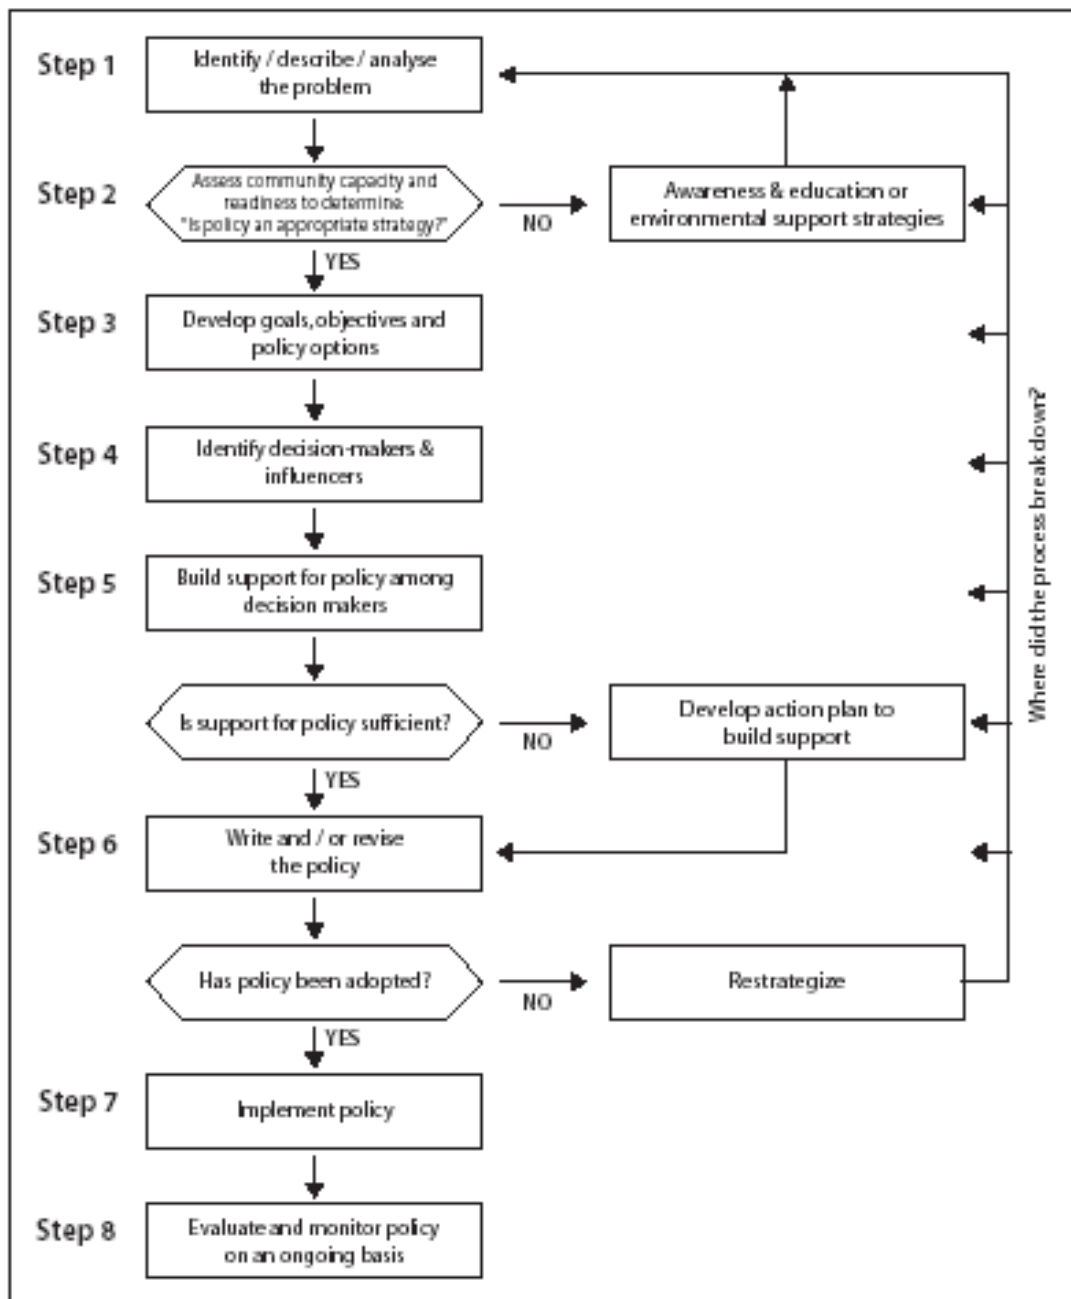 Step 1
Identify / describe / analyse
the problem
Step 2
Assess community capacity and
readiness to determine:
"Is policy an appropriate strategy?"
NO
Awareness & education or
environmental support strategies
YES
Step 3
Develop goals, objectives and
policy options
Step 4
Identify decision-makers &
influencers
Step 5
Build support for policy among
decision makers
Is support for policy sufficient?
NO
Develop action plan to
build support
YES
Step 6
Write and / or revise
the policy
Has policy been adopted?
NO
Restrategize
YES
Step 7
Implement policy
Step 8
Evaluate and monitor policy
on an ongoing basis
Where did the process break down?